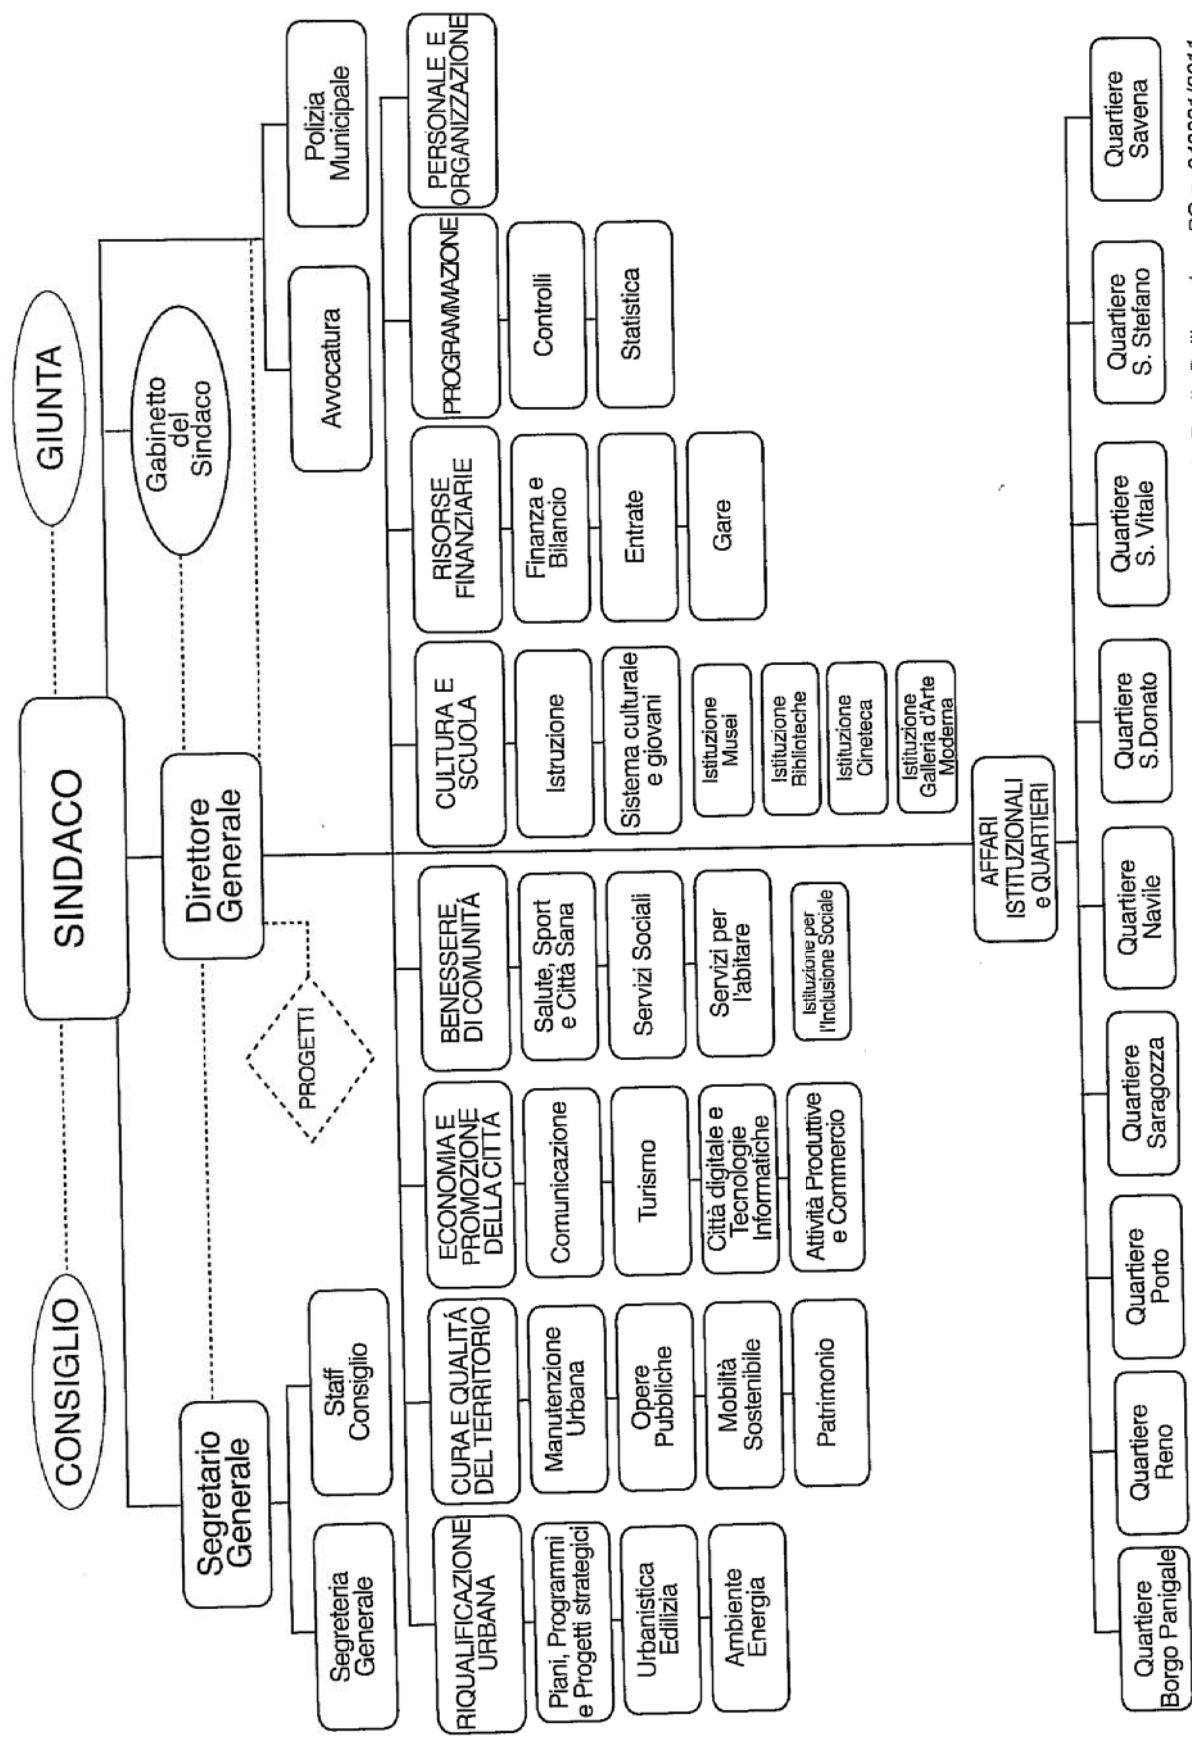 CONSIGLIO
SINDACO
GIUNTA
Segretario
Generale
Direttore
Generale
Gabinetto
del
Sindaco
PROGETTI
Segreteria
Generale
Staff
Consiglio
Avvocatura
Polizia
Municipale
RIQUALIFICAZIONE
URBANA
Piani, Programmi
e Progetti strategici
Urbanistica
Edilizia
Ambiente
Energia
CURA E QUALITÁ
DEL TERRITORIO
Manutenzione
Urbana
Opere
Pubbliche
Mobiltà
Sostenibile
Patrimonio
ECONOMIA E
PROMOZIONE
DELLA CITTÀ
Comunicazione
Turismo
Città digitale e
Tecnologie
Informatiche
Attività Produttive
e Commercio
BENESSERE
DI COMUNITÁ
Salute, Sport
e Città Sana
Servizi Sociali
Servizi per
l'abitare
Istituzione per
l'Inclusione Sociale
CULTURA E
SCUOLA
Istruzione
Sistema culturale
e giovani
Istituzione
Musei
Istituzione
Biblioteche
Istituzione
Cineteca
Istituzione
Galleria d'Arte
Moderna
RISORSE
FINANZIARIE
Finanza e
Bilancio
Entrate
Gare
PROGRAMMAZIONE
Controlli
Statistica
PERSONALE E
ORGANIZZAZIONE
AFFARI
ISTITUZIONALI
e QUARTIERI
Quartiere
Borgo Panigale
Quartiere
Reno
Quartiere
Porto
Quartiere
Saragozza
Quartiere
Navile
Quartiere
S.Donato
Quartiere
S. Vitale
Quartiere
S. Stefano
Quartiere
Savena